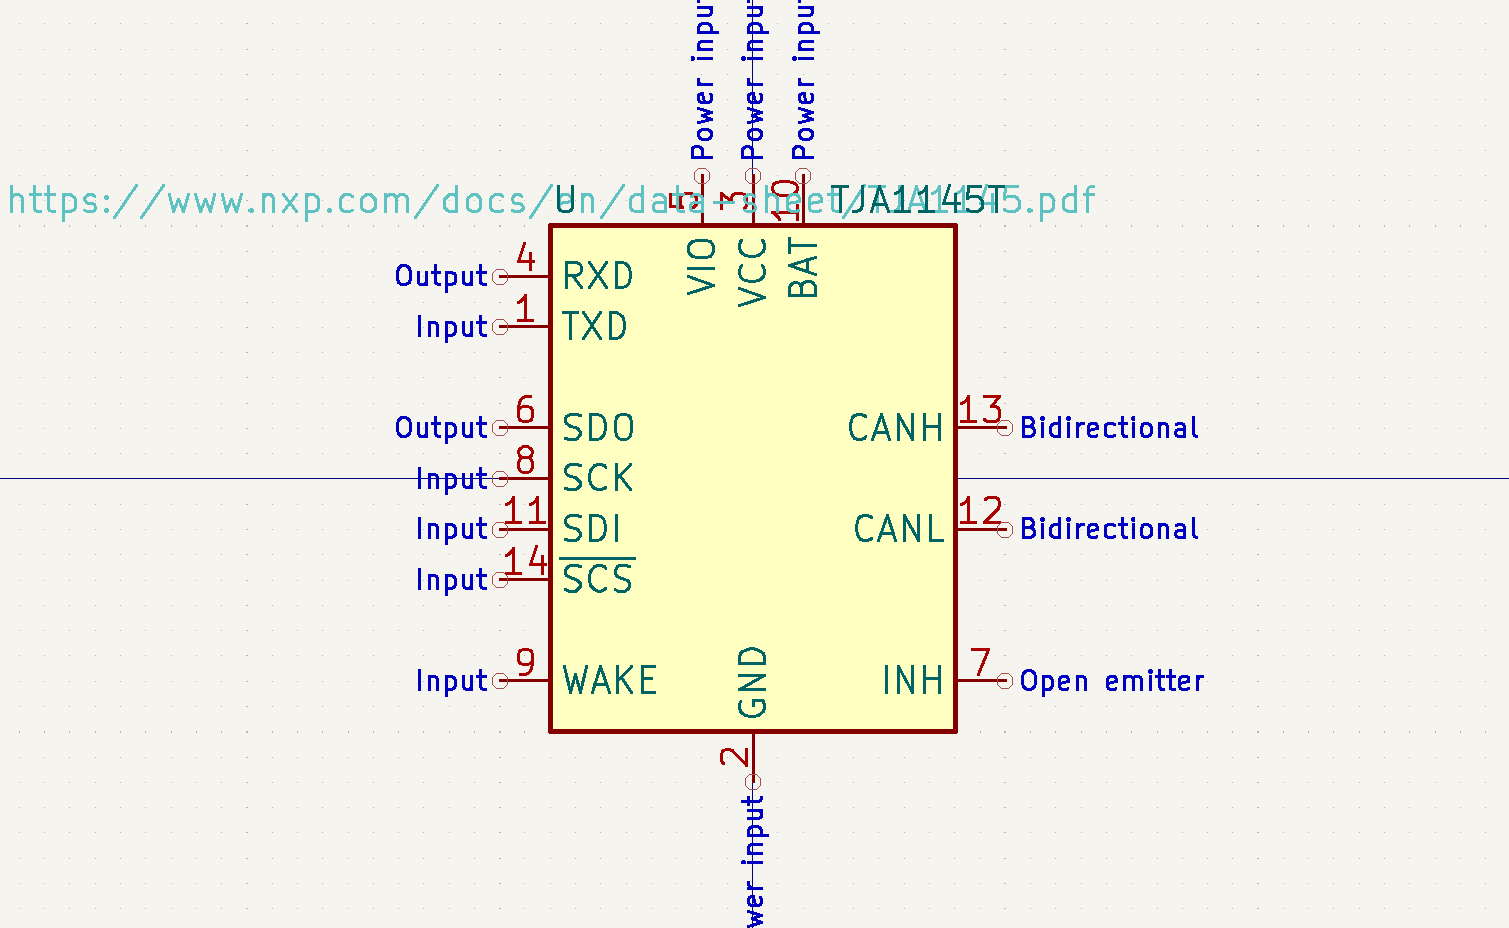 Power input
Power input
Power input
https://www.nxp.com/docs/en/data-sheet/TJA1145.pdf
U
5
3
10
TJA1145T
VIO
VCC
BAT
Output 4 RXD
Input 1 TXD
Output 6 SDO
CANH 13 Bidirectional
Input 8 SCK
Input 11 SDI
CANL 12 Bidirectional
Input 14 SCS
Input 9 WAKE
GND
INH 7 Open emitter
2
wer input